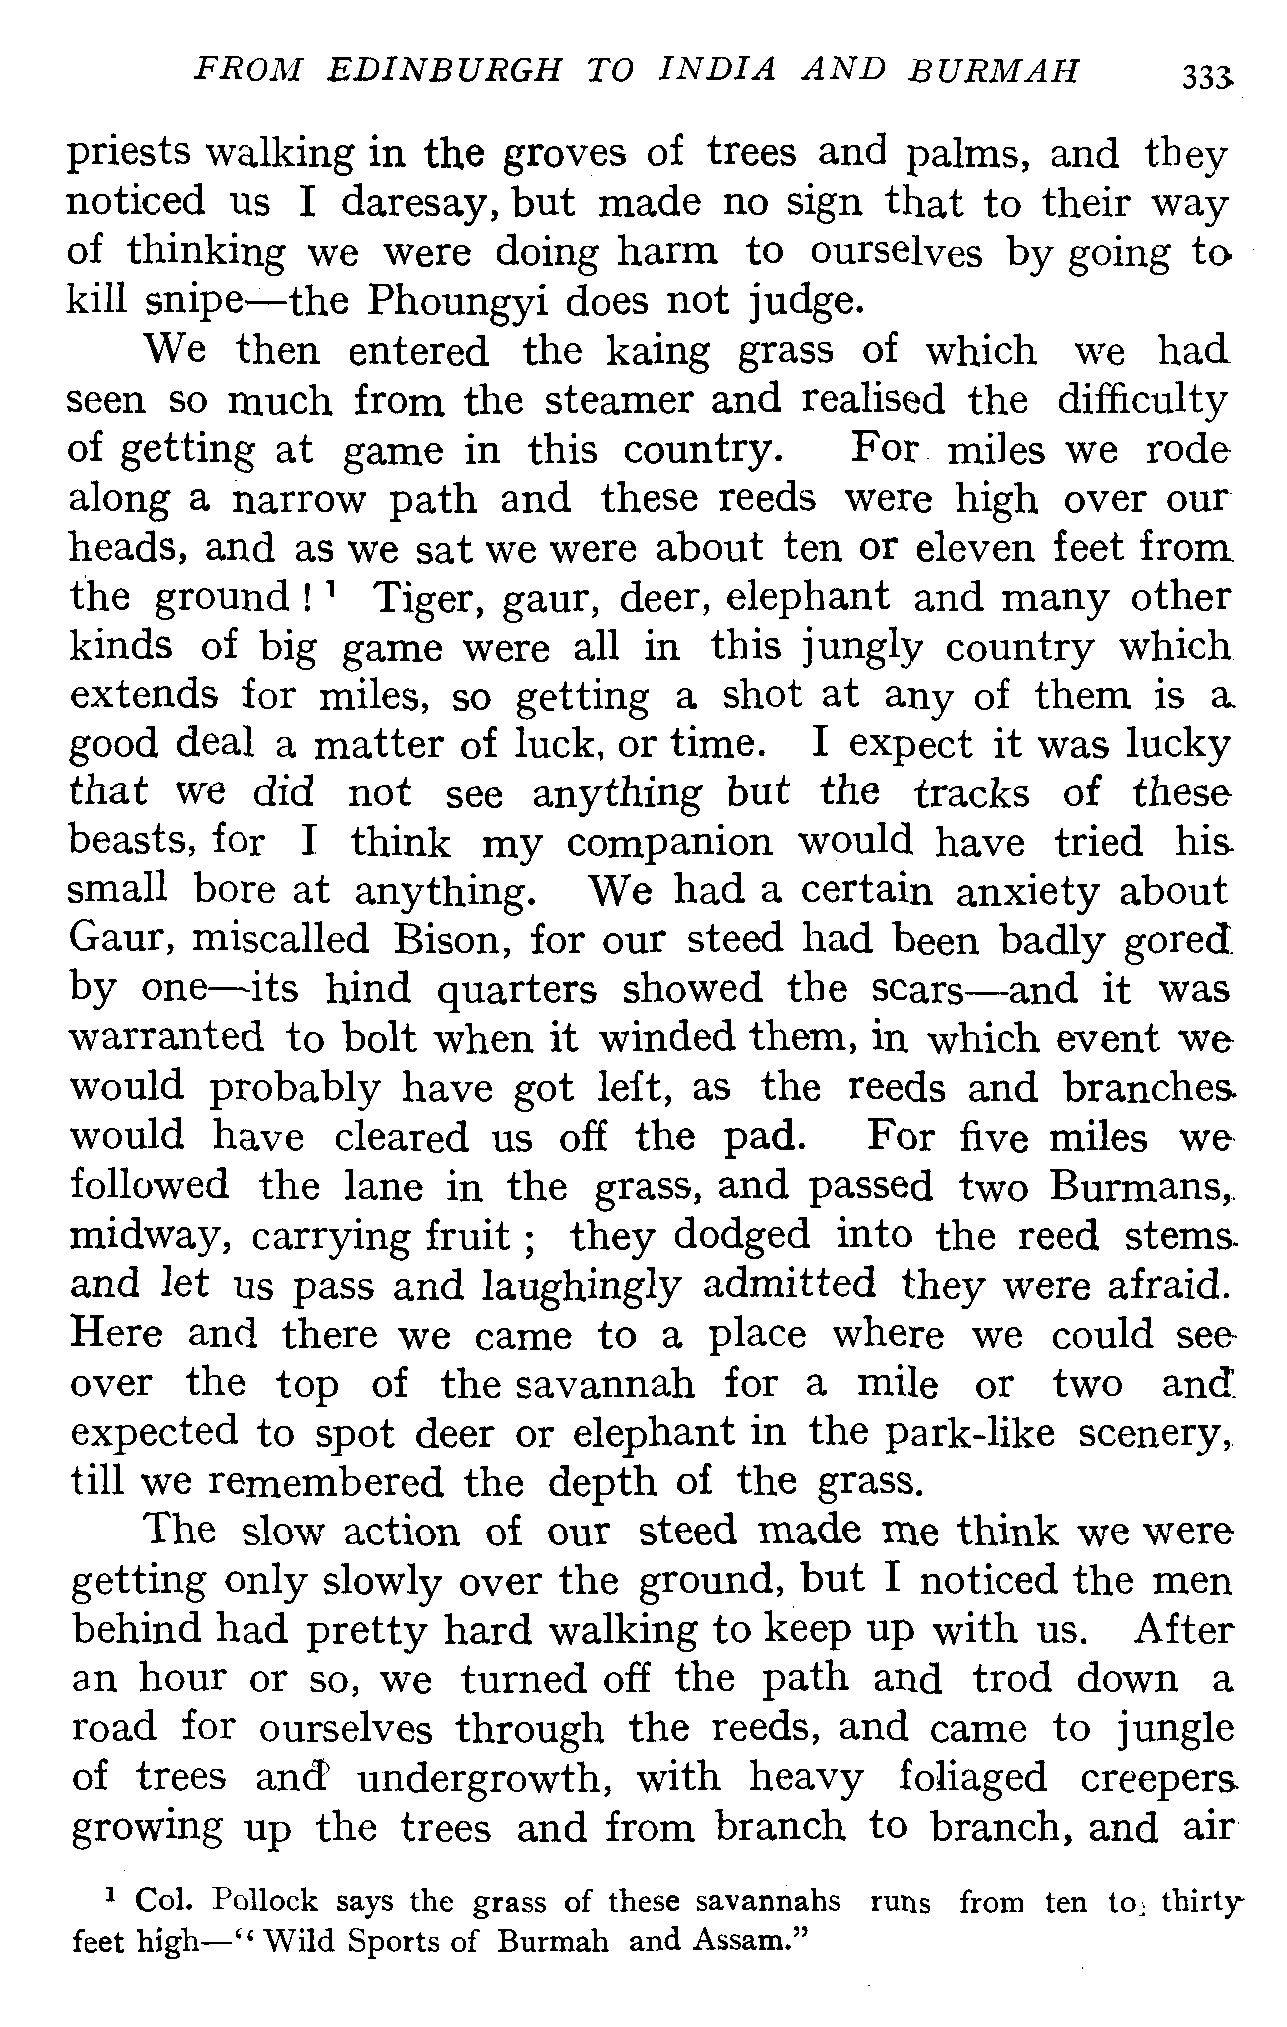 FROM EDINBURGH TO INDIA AND BURMAH 333
priests walking in the groves of trees and palms, and they
noticed us I daresay, but made no sign that to their way
of thinking we were doing harm to ourselves by going to
kill snipe—the Phoungyi does not judge.
We then entered the kaing grass of which we had
seen so much from the steamer and realised the difficulty
of getting at game in this country. For miles we rode
along a narrow path and these reeds were high over our
heads, and as we sat we were about ten or eleven feet from
the ground ! ¹ Tiger, gaur, deer, elephant and many other
kinds of big game were all in this jungly country which
extends for miles, so getting a shot at any of them is a
good deal a matter of luck, or time. I expect it was lucky
that we did not see anything but the tracks of these
beasts, for I think my companion would have tried his
small bore at anything. We had a certain anxiety about
Gaur, miscalled Bison, for our steed had been badly gored
by one—its hind quarters showed the scars—and it was
warranted to bolt when it winded them, in which event we
would probably have got left, as the reeds and branches
would have cleared us off the pad. For five miles we
followed the lane in the grass, and passed two Burmans,
midway, carrying fruit ; they dodged into the reed stems
and let us pass and laughingly admitted they were afraid.
Here and there we came to a place where we could see
over the top of the savannah for a mile or two and
expected to spot deer or elephant in the park-like scenery,
till we remembered the depth of the grass.
The slow action of our steed made me think we were
getting only slowly over the ground, but I noticed the men
behind had pretty hard walking to keep up with us. After
an hour or so, we turned off the path and trod down a
road for ourselves through the reeds, and came to jungle
of trees and undergrowth, with heavy foliaged creepers
growing up the trees and from branch to branch, and air
¹ Col. Pollock says the grass of these savannahs runs from ten to thirty
feet high—“ Wild Sports of Burmah and Assam.”